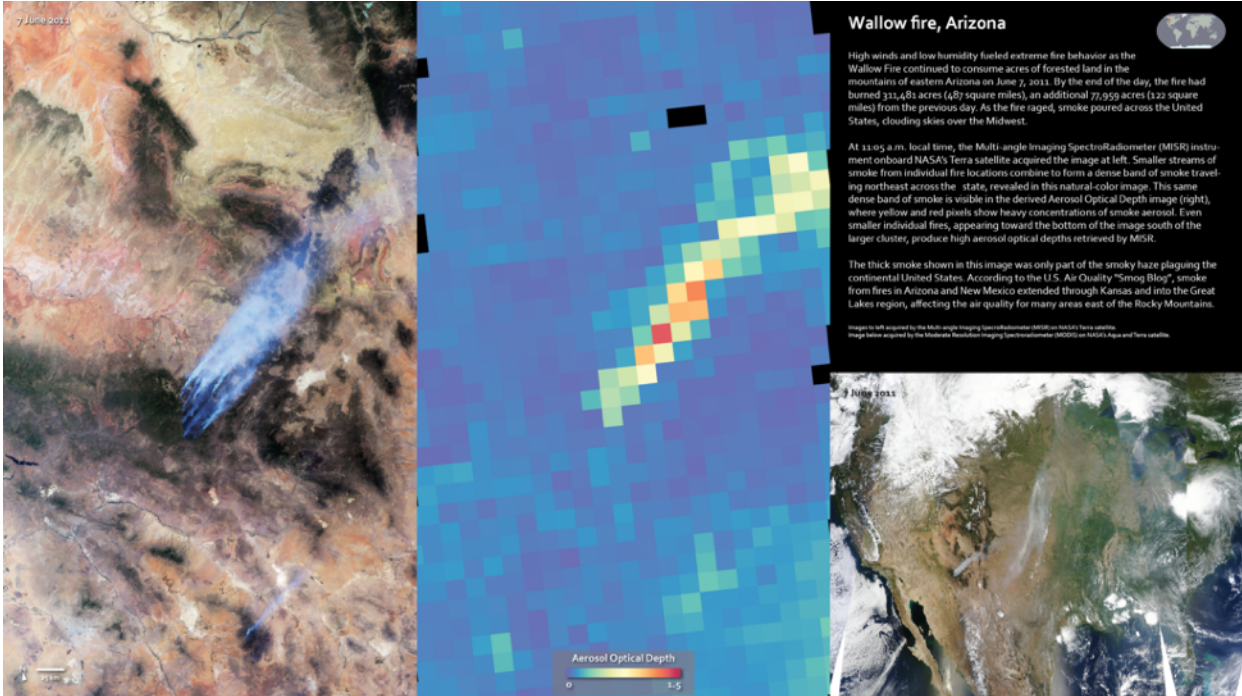 7 June 2011
Wallow fire, Arizona
High winds and low humidity fueled extreme fire behavior as the
Wallow Fire continued to consume acres of forested land in the
mountains of eastern Arizona on June 7, 2011. By the end of the day, the fire had
burned 311,481 acres (487 square miles), an additional 77,959 acres (122 square
miles) from the previous day. As the fire raged, smoke poured across the United
States, clouding skies over the Midwest.
At 11:05 a.m. local time, the Multi-angle Imaging SpectroRadiometer (MISR) instru-
ment onboard NASA's Terra satellite acquired the image at left. Smaller streams of
smoke from individual fire locations combine to form a dense band of smoke travel-
ing northeast across the state, revealed in this natural-color image. This same
dense band of smoke is visible in the derived Aerosol Optical Depth image (right),
where yellow and red pixels show heavy concentrations of smoke aerosol. Even
smaller individual fires, appearing toward the bottom of the image south of the
larger cluster, produce high aerosol optical depths retrieved by MISR.
The thick smoke shown in this image was only part of the smoky haze plaguing the
continental United States. According to the U.S. Air Quality "Smog Blog", smoke
from fires in Arizona and New Mexico extended through Kansas and into the Great
Lakes region, affecting the air quality for many areas east of the Rocky Mountains.
Images to left acquired by the Multi-angle Imaging SpectroRadiometer (MISR) on NASA's Terra satellite.
Image below acquired by the Moderate Resolution Imaging Spectroradiometer (MODIS) on NASA's Aqua and Terra satellite.
7 June 2011
Aerosol Optical Depth
0 1.5
25 km